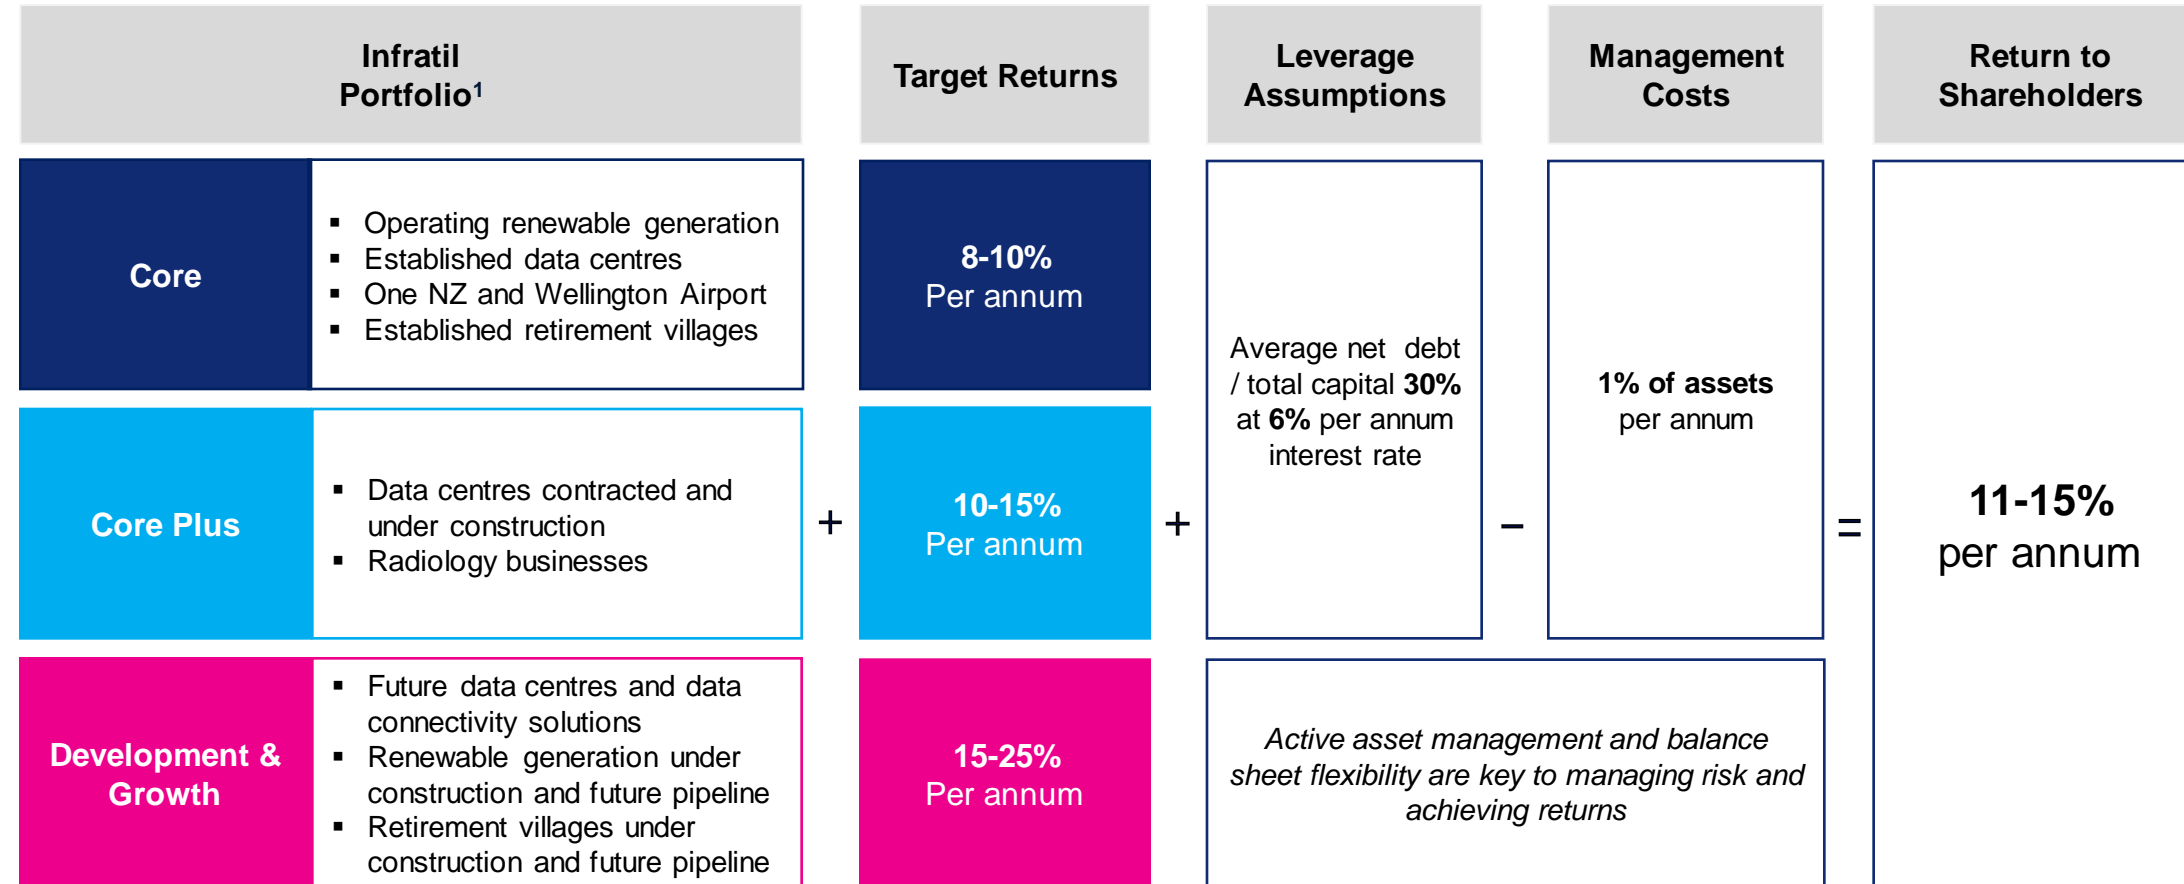 Infratil
Portfolio1
Target Returns
Leverage
Assumptions
Management
Costs
Return to
Shareholders
Core
▪ Operating renewable generation
▪ Established data centres
▪ One NZ and Wellington Airport
▪ Established retirement villages
8-10%
Per annum
Core Plus
▪ Data centres contracted and
under construction
▪ Radiology businesses
+
10-15%
Per annum
+
Average net debt
/ total capital 30%
at 6% per annum
interest rate
–
1% of assets
per annum
=
11-15%
per annum
Development &
Growth
▪ Future data centres and data
connectivity solutions
▪ Renewable generation under
construction and future pipeline
▪ Retirement villages under
construction and future pipeline
15-25%
Per annum
Active asset management and balance
sheet flexibility are key to managing risk and
achieving returns